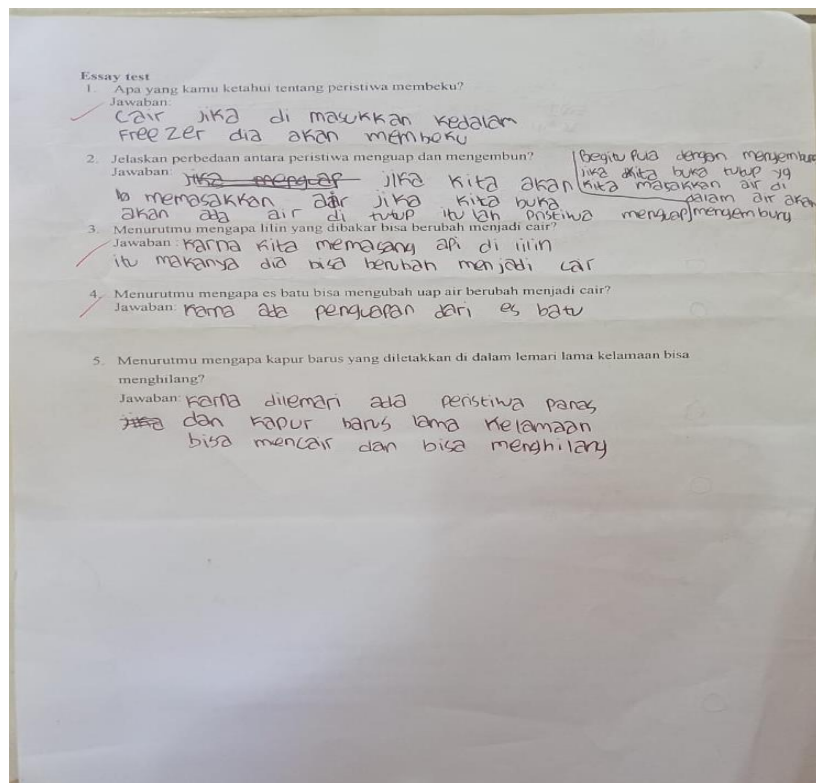 Essay test
1. Apa yang kamu ketahui tentang peristiwa membeku?
Jawaban:
Cair jika di masukkan kedalam
Freezer dia akan membeku
2. Jelaskan perbedaan antara peristiwa menguap dan mengembun?
Jawaban: jika menguap jika kita akan
memasakkan air jika kita buka
akan ada air di tutup itu lah pristiwa menguap
Begitu Pula dengan mengembun
jika kita buka tutup yg
kita masakkan air di
dalam air akan
mengembung
3. Menurutmu mengapa lilin yang dibakar bisa berubah menjadi cair?
Jawaban : karna kita memasang api di lilin
itu makanya dia bisa berubah menjadi cair
4. Menurutmu mengapa es batu bisa mengubah uap air berubah menjadi cair?
Jawaban: karna ada penguapan dari es batu
5. Menurutmu mengapa kapur barus yang diletakkan di dalam lemari lama kelamaan bisa
menghilang?
Jawaban: karna dilemari ada peristiwa panas
jika dan kapur barus lama kelamaan
bisa mencair dan bisa menghilang